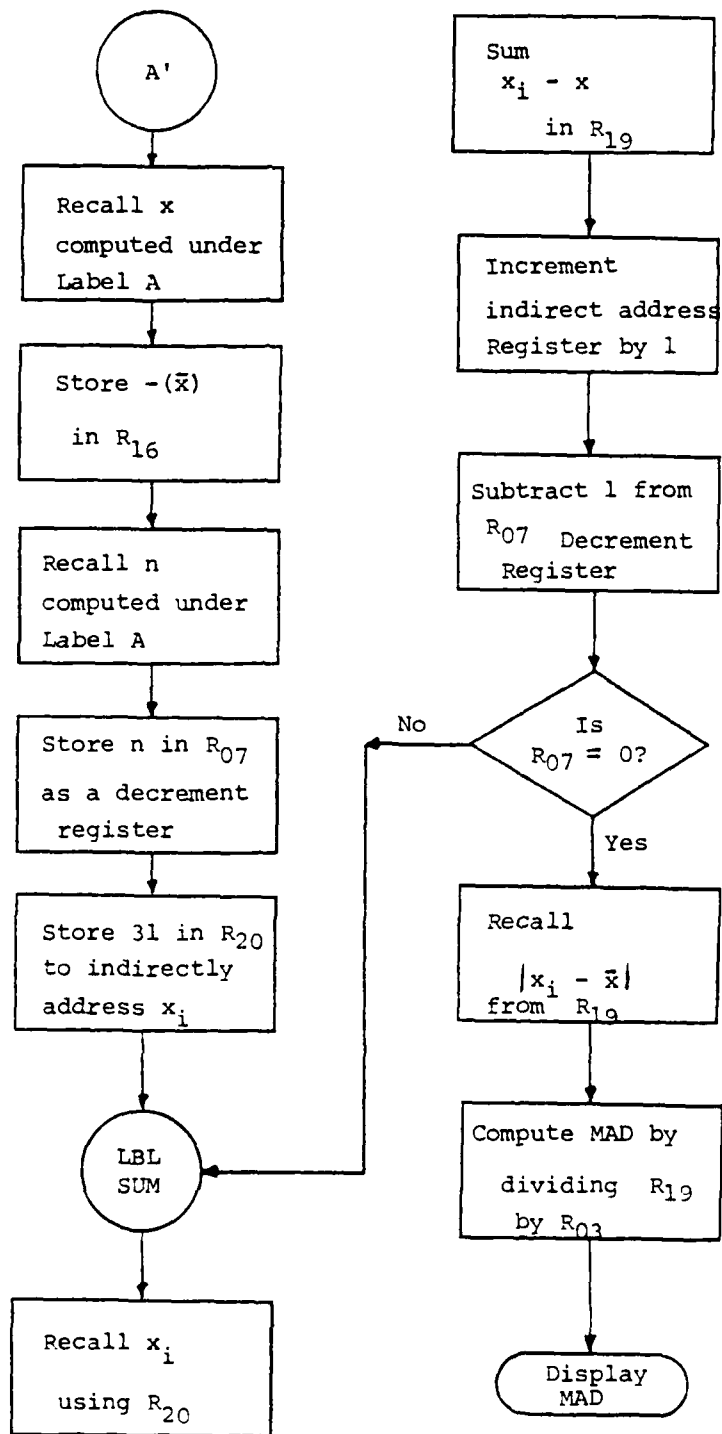 A'
Recall x
computed under
Label A
Store -(x̄)
in R₁₆
Recall n
computed under
Label A
Store n in R₀₇
as a decrement
register
Store 31 in R₂₀
to indirectly
address xᵢ
LBL
SUM
Recall xᵢ
using R₂₀
Sum
xᵢ - x
in R₁₉
Increment
indirect address
Register by 1
Subtract 1 from
R₀₇ Decrement
Register
Is
R₀₇ = 0?
No
Yes
Recall
|xᵢ - x̄|
from R₁₉
Compute MAD by
dividing R₁₉
by R₀₃
Display
MAD